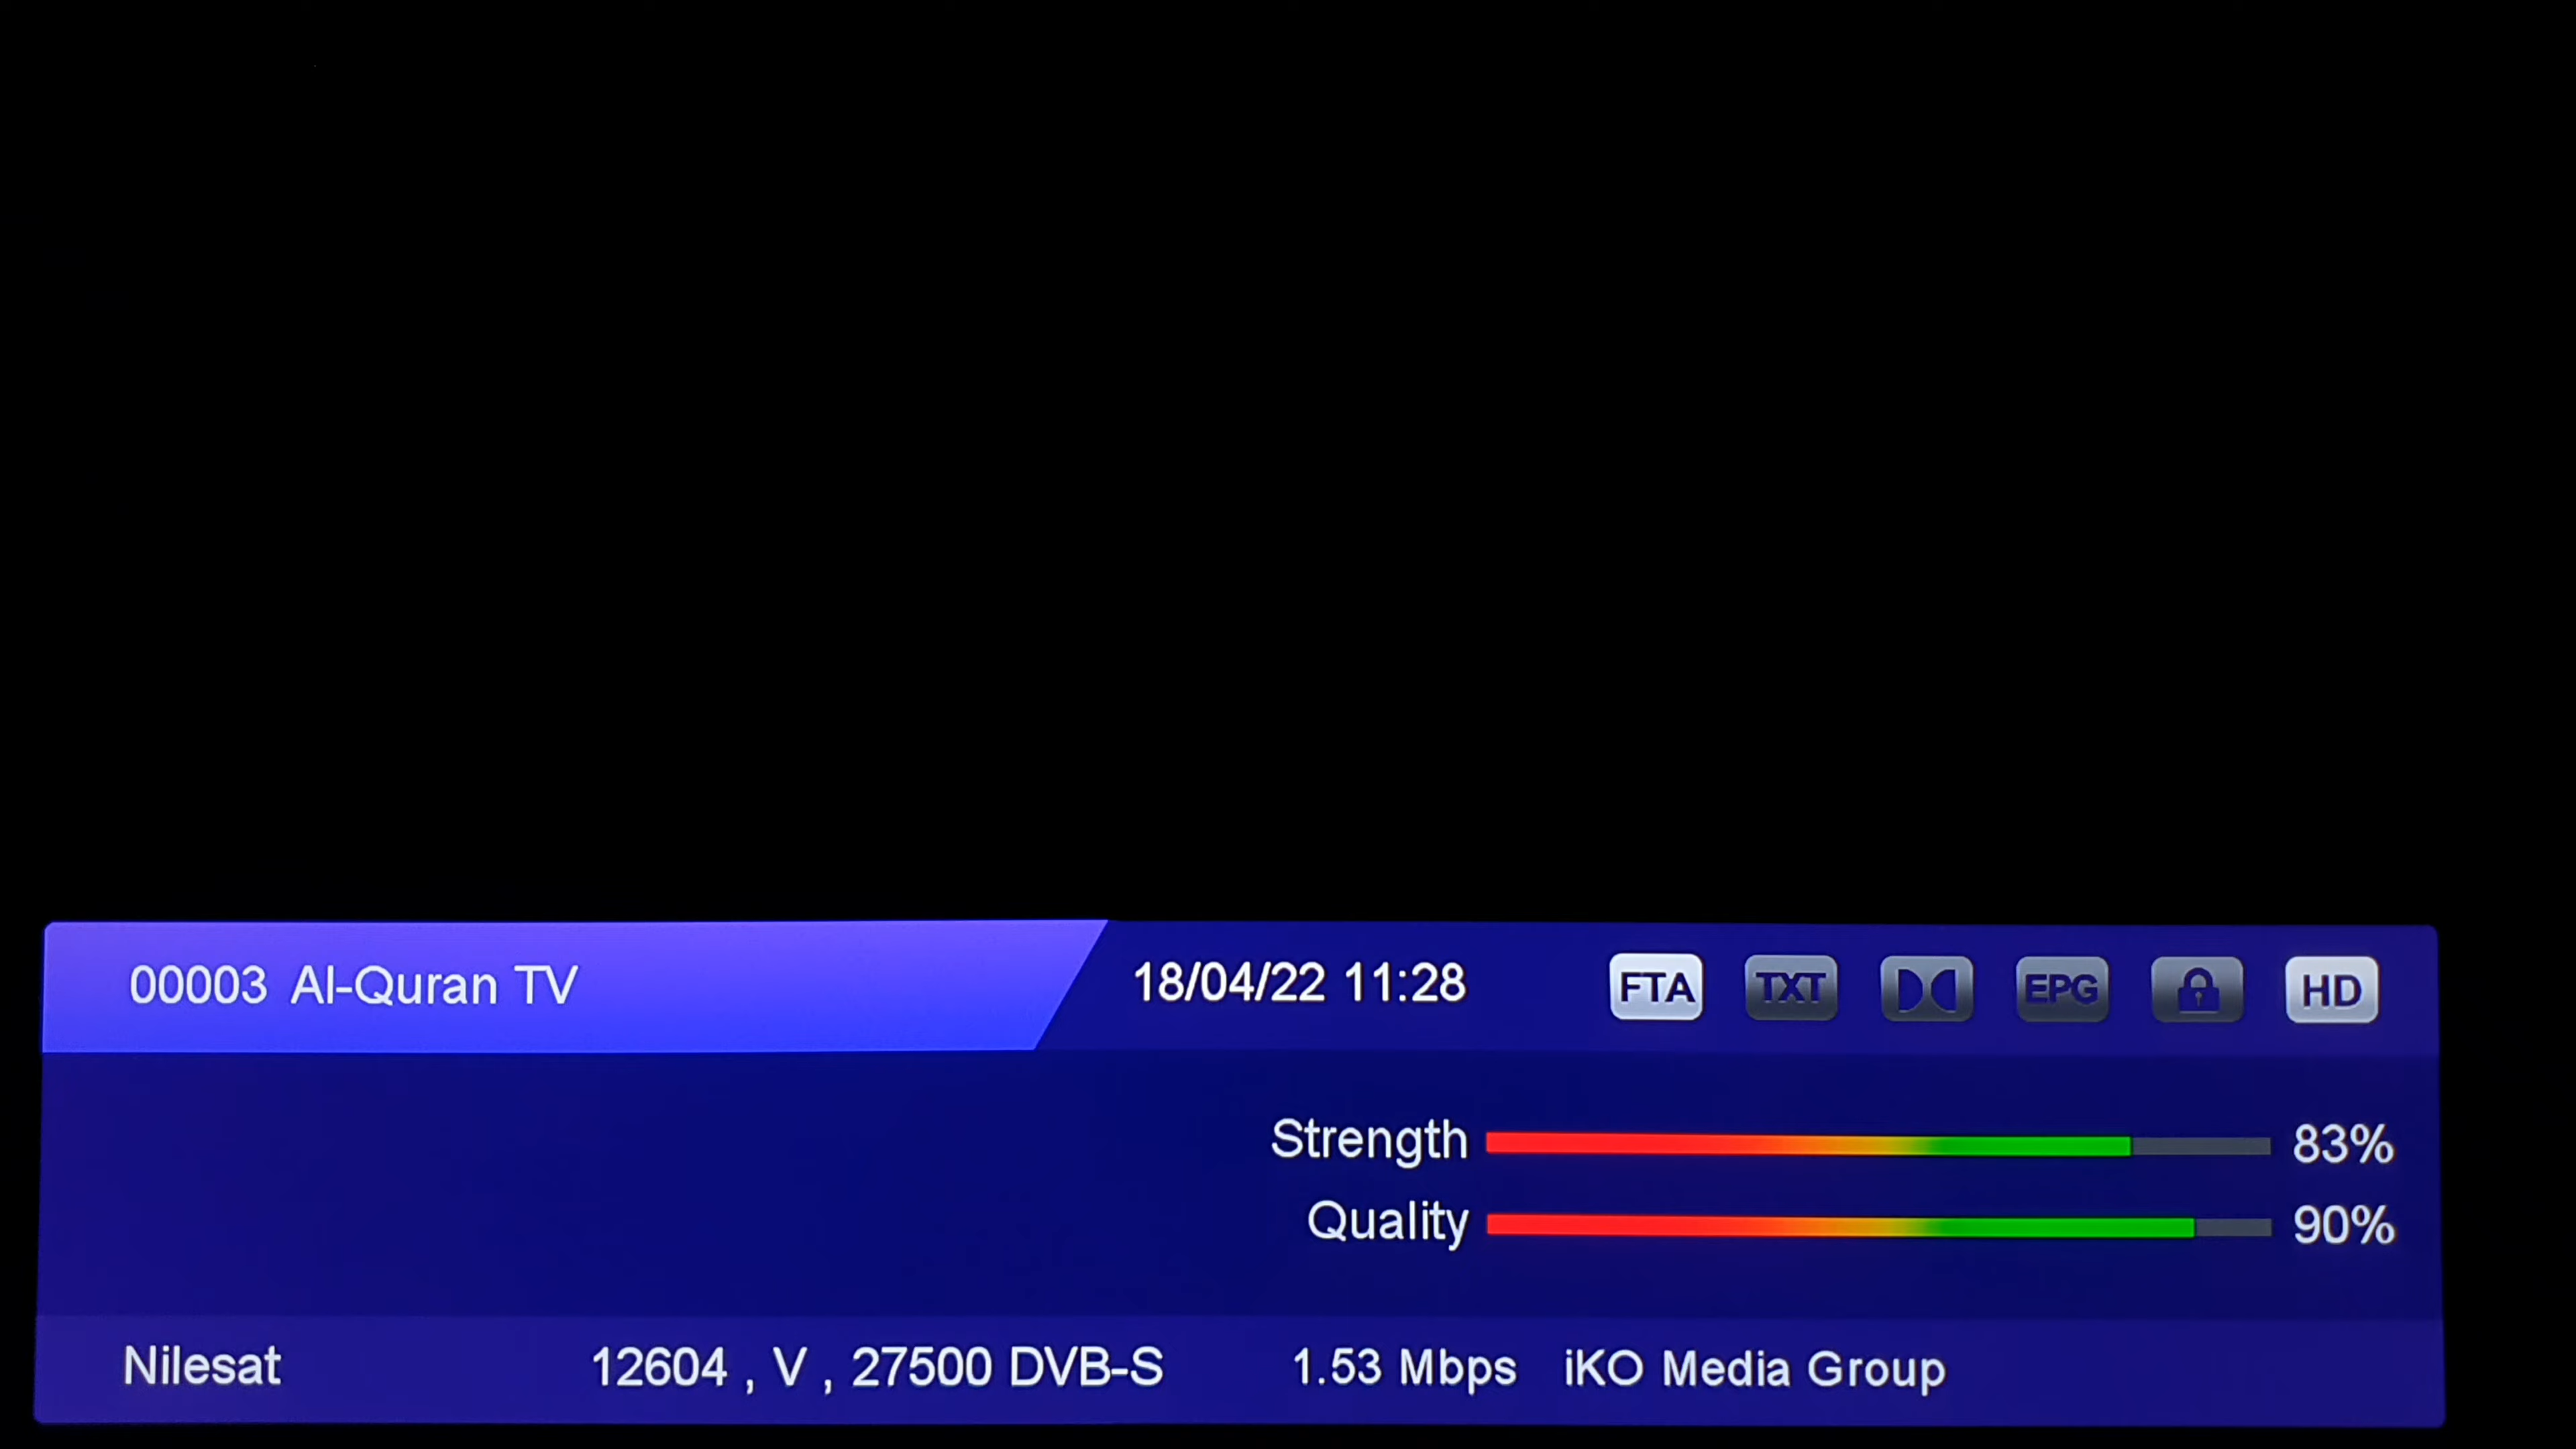 00003 Al-Quran TV
18/04/22 11:28
FTA TXT EPG HD
Strength 83%
Quality 90%
Nilesat 12604 , V , 27500 DVB-S 1.53 Mbps iKO Media Group